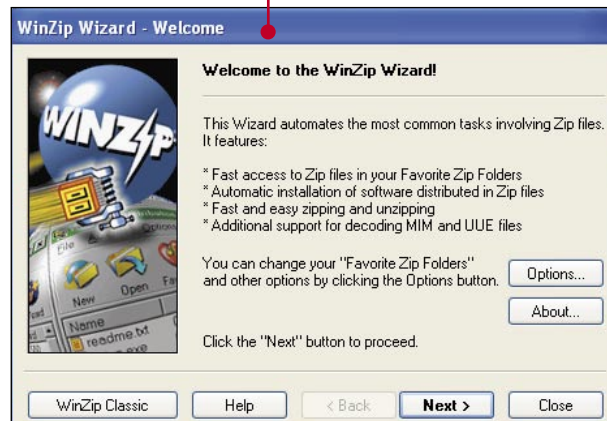 WinZip Wizard - Welcome
WINZIP
File
Options
New
Open
Name
readme.txt
.exe
Welcome to the WinZip Wizard!
This Wizard automates the most common tasks involving Zip files.
It features:
* Fast access to Zip files in your Favorite Zip Folders
* Automatic installation of software distributed in Zip files
* Fast and easy zipping and unzipping
* Additional support for decoding MIM and UUE files
You can change your "Favorite Zip Folders"
and other options by clicking the Options button.
Options...
About...
Click the "Next" button to proceed.
WinZip Classic
Help
< Back
Next >
Close